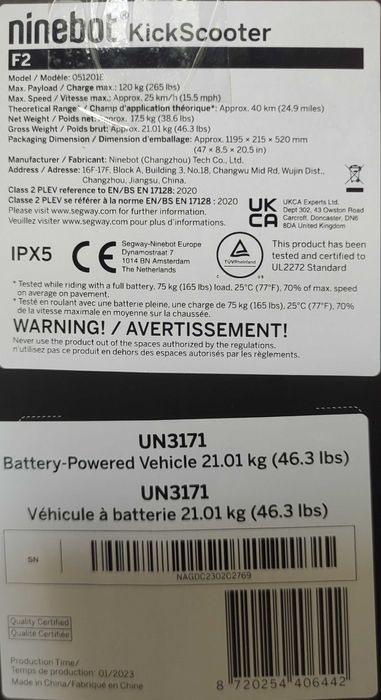 ninebot KickScooter
F2
Model / Modèle: 051201E
Max. Payload / Charge max.: 120 kg (265 lbs)
Max. Speed / Vitesse max.: Approx. 25 km/h (15.5 mph)
Theoretical Range* / Champ d'application théorique*: Approx. 40 km (24.9 miles)
Net Weight / Poids net: Approx. 17.5 kg (38.6 lbs)
Gross Weight / Poids brut: Approx. 21.01 kg (46.3 lbs)
Packaging Dimension / Dimension d'emballage: Approx. 1195 × 215 × 520 mm
(47 × 8.5 × 20.5 in)
Manufacturer / Fabricant: Ninebot (Changzhou) Tech Co., Ltd.
Address / Adresse: 16F-17F, Block A, Building 3, No.18, Changwu Mid Rd, Wujin Dist.,
Changzhou, Jiangsu, China.
Class 2 PLEV reference to EN/BS EN 17128: 2020
Classe 2 PLEV se référer à la norme EN/BS EN 17128 : 2020
Please visit www.segway.com for further information.
Veuillez visiter www.segway.com pour plus d'informations.
UK
CA
UKCA Experts Ltd.
Dept 302, 43 Owston Road
Carcroft, Doncaster, DN6
8DA United Kingdom
IPX5
CE
Segway-Ninebot Europe
Dynamostraat 7
1014 BN Amsterdam
The Netherlands
TÜVRheinland
This product has been
tested and certified to
UL2272 Standard
* Tested while riding with a full battery, 75 kg (165 lbs) load, 25°C (77°F), 70% of max. speed
on average on pavement.
* Testé en roulant avec une batterie pleine, une charge de 75 kg (165 lbs), 25°C (77°F), 70%
de la vitesse maximale en moyenne sur la chaussée.
WARNING! / AVERTISSEMENT!
Never use the product out of the spaces authorized by the regulations.
n'utilisez pas ce produit en dehors des espaces autorisés par les règlements.
UN3171
Battery-Powered Vehicle 21.01 kg (46.3 lbs)
UN3171
Véhicule à batterie 21.01 kg (46.3 lbs)
SN
NAGDC2302C2769
Quality Certified
Qualité Certifiée
Production Time/
Temps de production: 01/2023
Made in China/Fabriqué en Chine
8 720254 406442